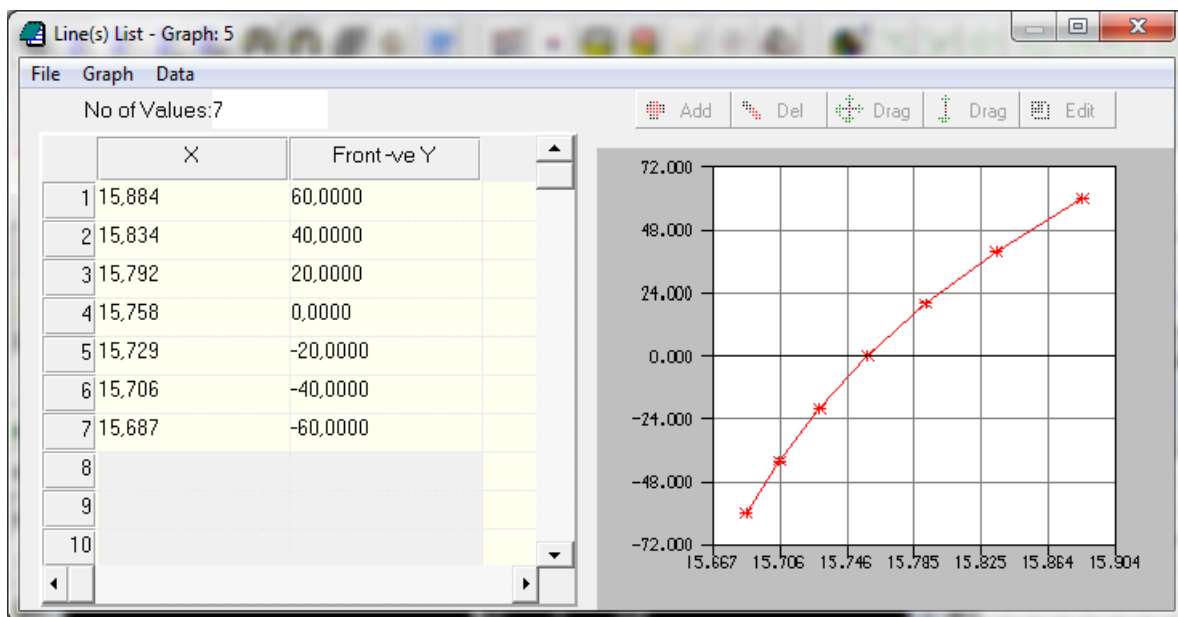 Line(s) List - Graph: 5
File Graph Data
No of Values:7
Add Del Drag Drag Edit
X Front-ve Y
1 15,884 60,0000
2 15,834 40,0000
3 15,792 20,0000
4 15,758 0,0000
5 15,729 -20,0000
6 15,706 -40,0000
7 15,687 -60,0000
8
9
10
72.000
48.000
24.000
0.000
-24.000
-48.000
-72.000
15.667 15.706 15.746 15.785 15.825 15.864 15.904